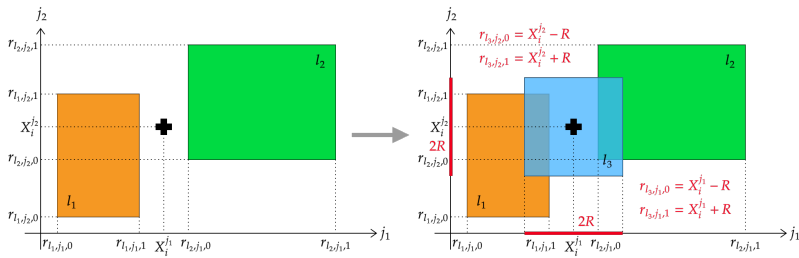 j₂
r_{l₂,j₂,1}
l₂
r_{l₁,j₂,1}
X_i^{j₂}
r_{l₂,j₂,0}
l₁
r_{l₁,j₂,0}
r_{l₁,j₁,0} r_{l₁,j₁,1} X_i^{j₁} r_{l₂,j₁,0} r_{l₂,j₁,1} j₁
j₂
r_{l₃,j₂,0} = X_i^{j₂} − R
r_{l₂,j₂,1}
r_{l₃,j₂,1} = X_i^{j₂} + R
l₂
r_{l₁,j₂,1}
X_i^{j₂}
2R
r_{l₂,j₂,0}
l₃
r_{l₃,j₁,0} = X_i^{j₁} − R
l₁
r_{l₃,j₁,1} = X_i^{j₁} + R
r_{l₁,j₂,0}
2R
r_{l₁,j₁,0} r_{l₁,j₁,1} X_i^{j₁} r_{l₂,j₁,0} r_{l₂,j₁,1} j₁